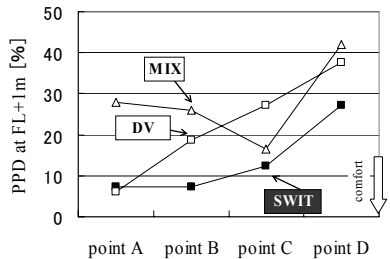 PPD at FL+1m [%]
50
40
30
20
10
0
MIX
DV
SWIT
comfort
point A point B point C point D